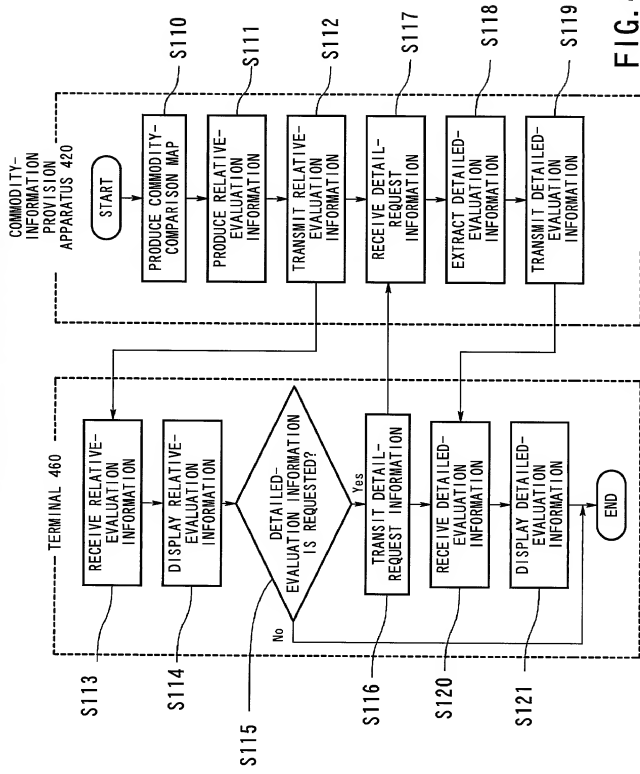 COMMODITY-
INFORMATION
PROVISION
APPARATUS 420
START
PRODUCE COMMODITY-
COMPARISON MAP
S110
PRODUCE RELATIVE-
EVALUATION
INFORMATION
S111
TRANSMIT RELATIVE-
EVALUATION
INFORMATION
S112
RECEIVE DETAIL-
REQUEST
INFORMATION
S117
EXTRACT DETAILED-
EVALUATION
INFORMATION
S118
TRANSMIT DETAILED-
EVALUATION
INFORMATION
S119
TERMINAL 460
RECEIVE RELATIVE-
EVALUATION
INFORMATION
S113
DISPLAY RELATIVE-
EVALUATION
INFORMATION
S114
DETAILED-
EVALUATION INFORMATION
IS REQUESTED?
S115
No
Yes
TRANSIT DETAIL-
REQUEST INFORMATION
S116
RECEIVE DETAILED-
EVALUATION
INFORMATION
S120
DISPLAY DETAILED-
EVALUATION
INFORMATION
S121
END
FIG.